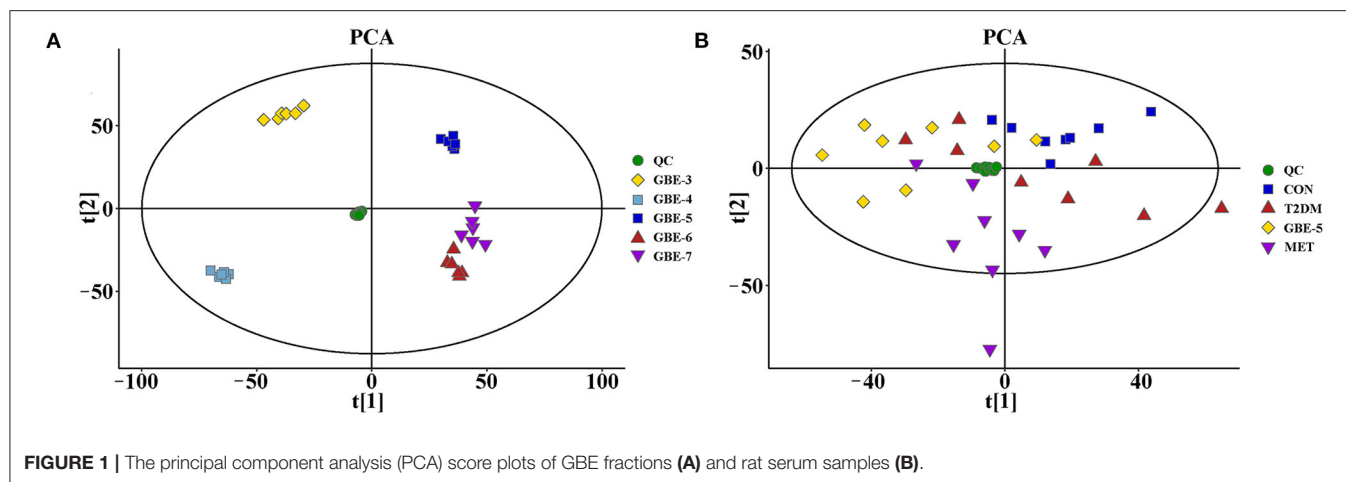 A
PCA
50
0
−50
t[2]
−100
−50
0
50
100
t[1]
QC
GBE-3
GBE-4
GBE-5
GBE-6
GBE-7
B
PCA
50
0
−50
t[2]
−40
0
40
t[1]
QC
CON
T2DM
GBE-5
MET
FIGURE 1 | The principal component analysis (PCA) score plots of GBE fractions (A) and rat serum samples (B).